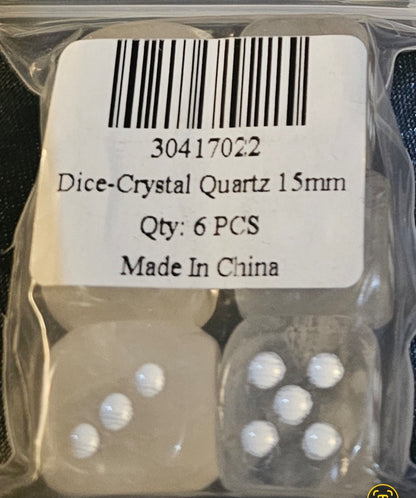 30417022
Dice-Crystal Quartz 15mm
Qty: 6 PCS
Made In China